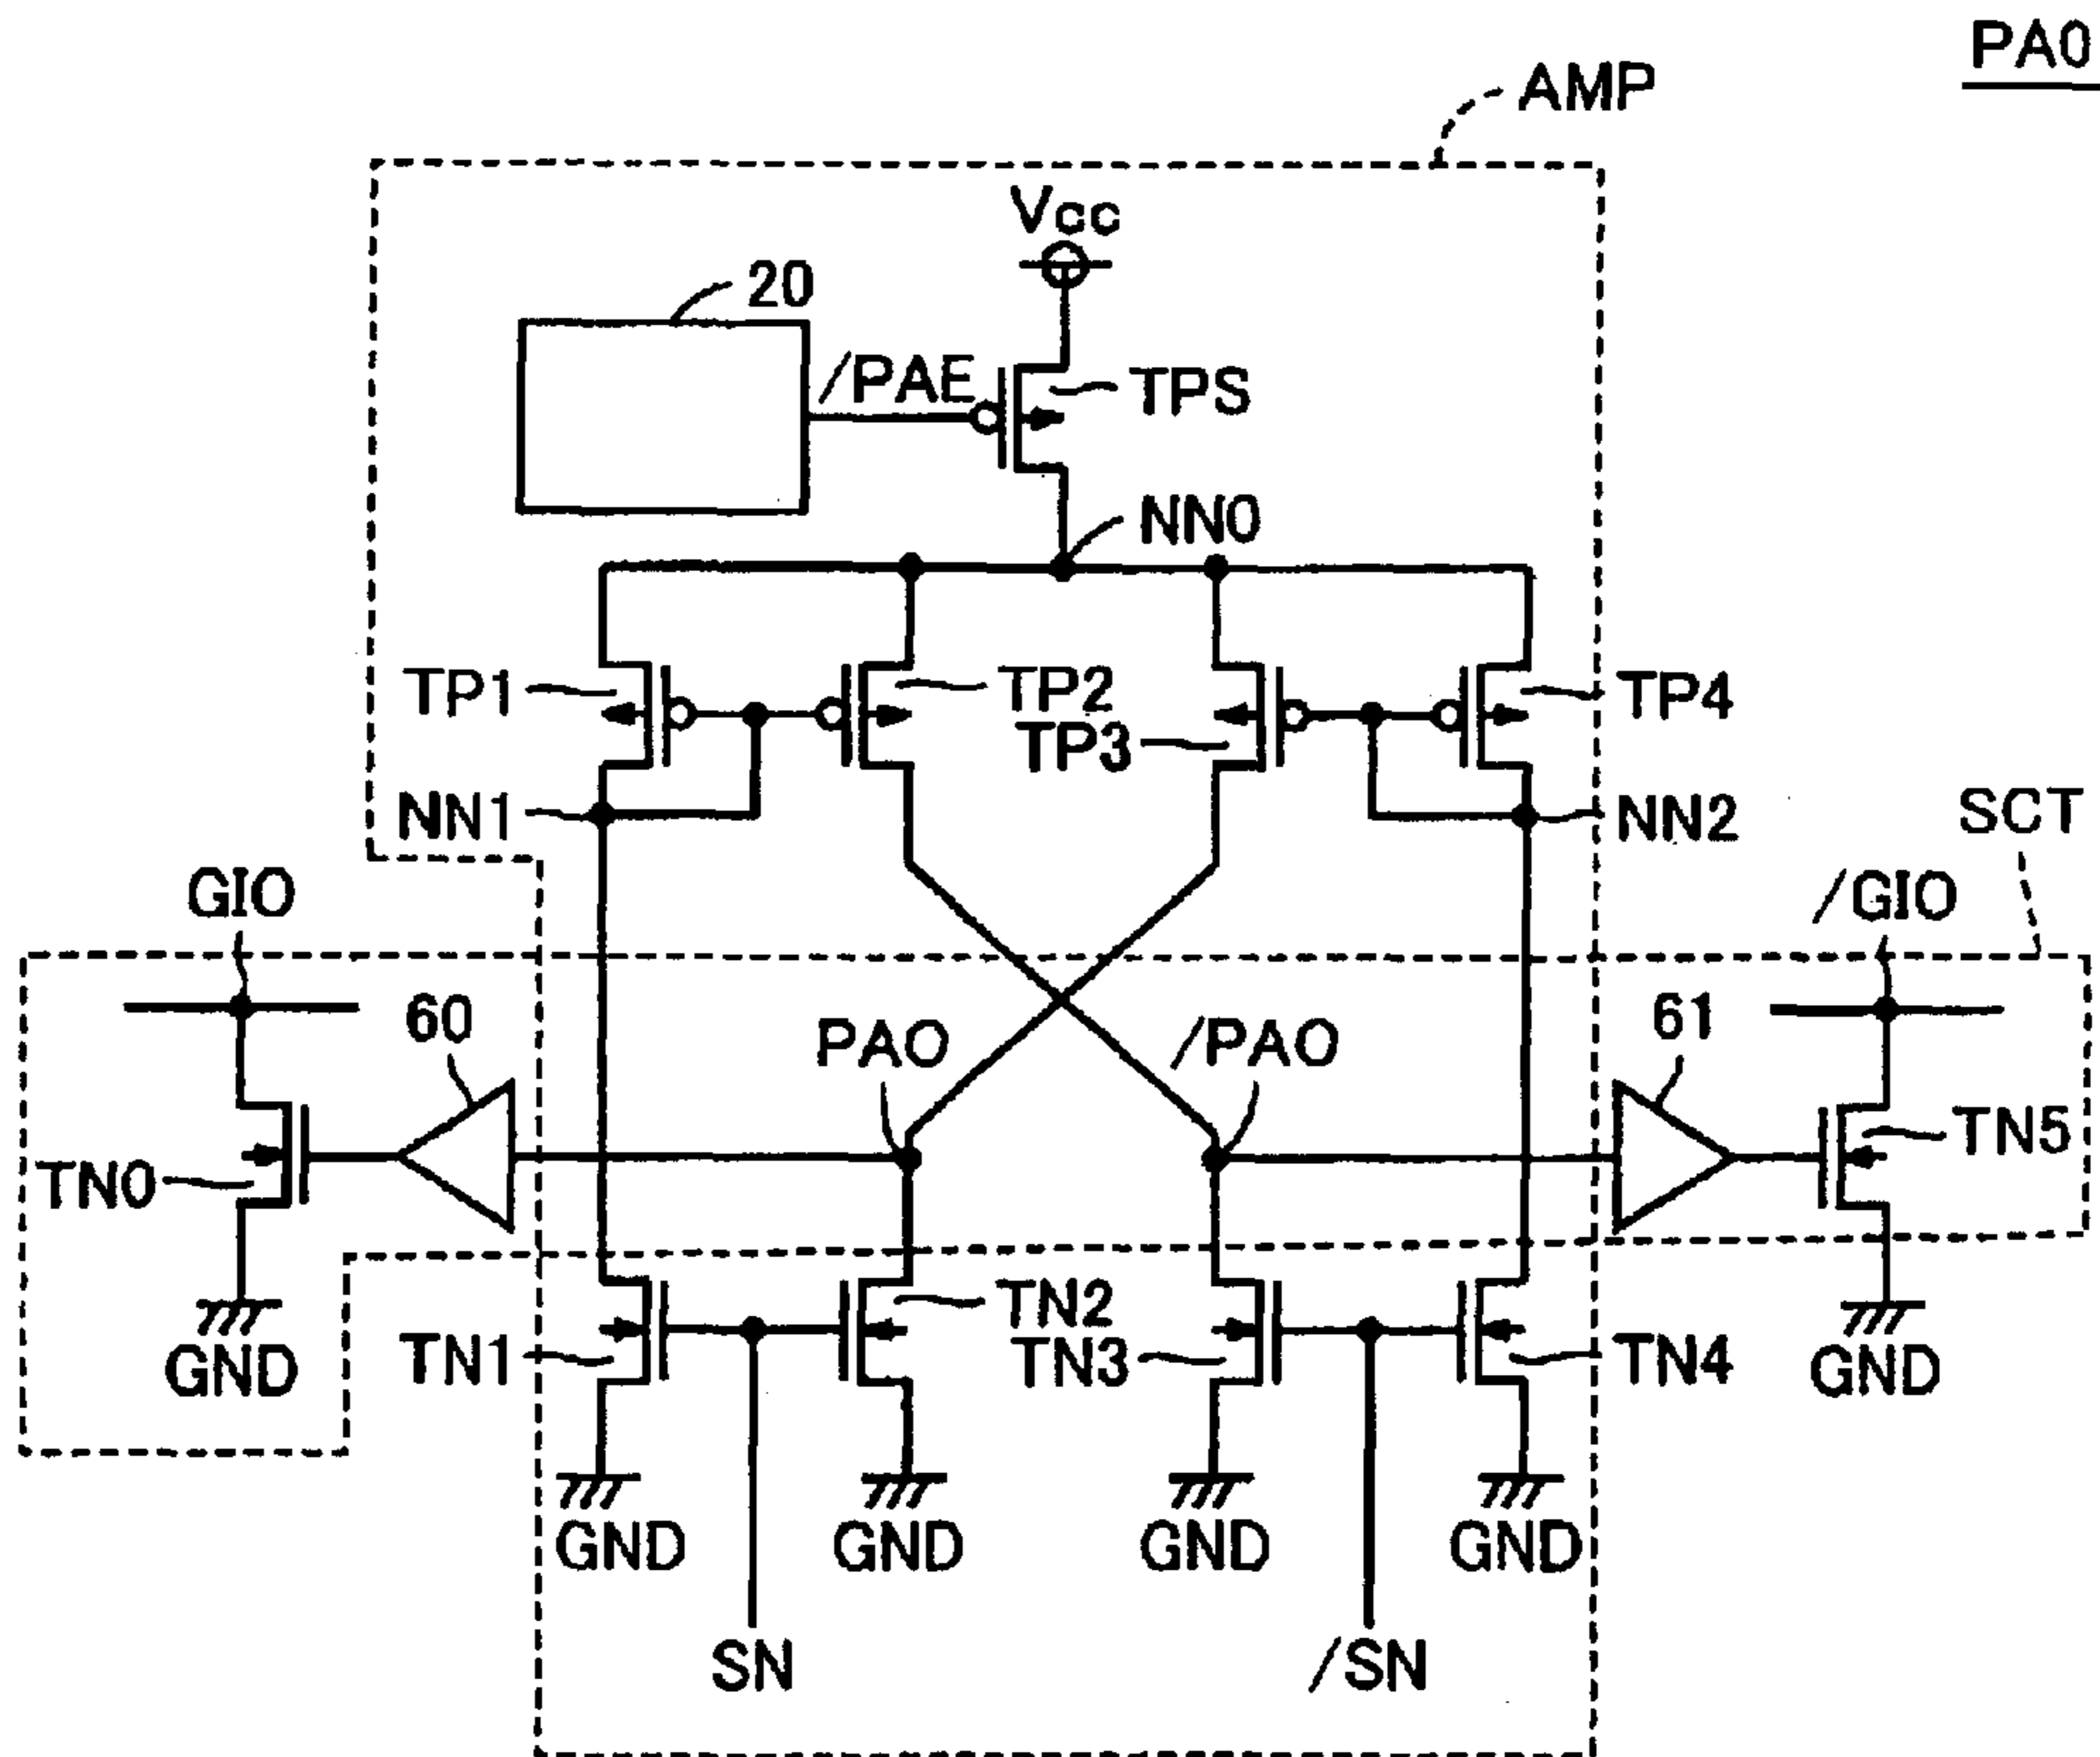 PA0
AMP
Vcc
20
/PAE
TPS
NN0
TP1
TP2
TP3
TP4
NN1
NN2
SCT
GIO
/GIO
60
PAO
/PAO
61
TN0
TN5
TN1
TN2
TN3
TN4
GND
GND
GND
GND
GND
GND
SN
/SN